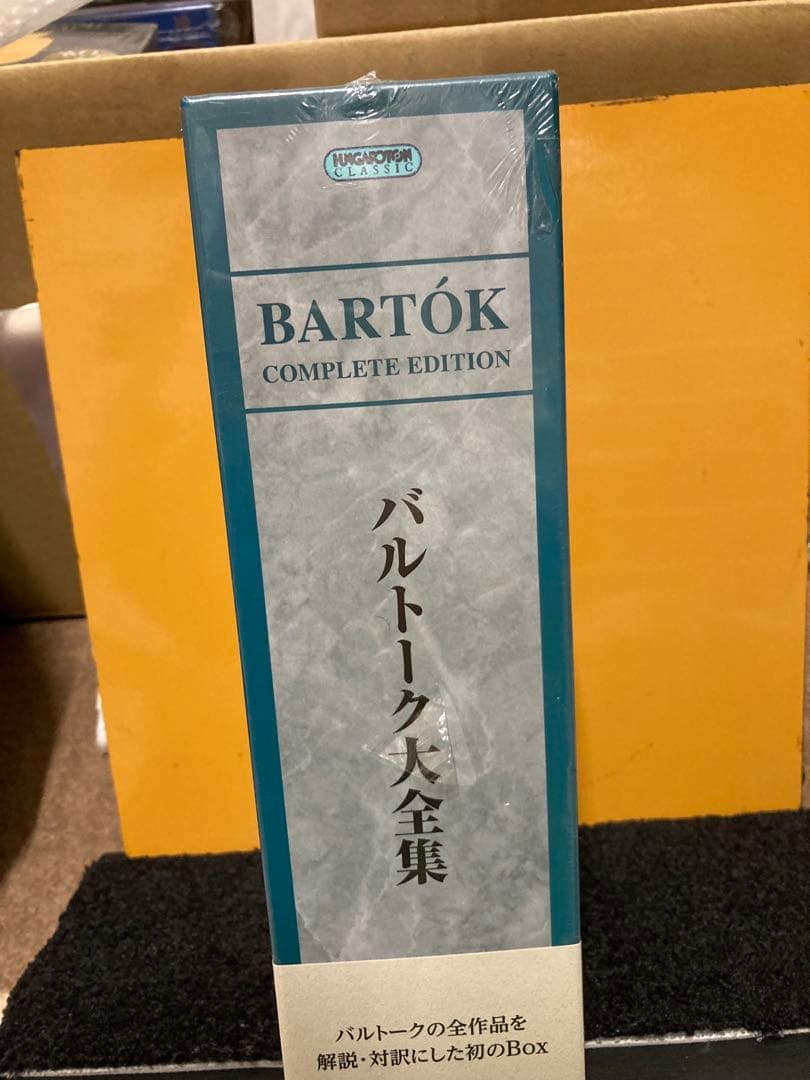 HUNGAROTON
CLASSIC
BARTÓK
COMPLETE EDITION
バルトーク大全集
バルトークの全作品を
解説・対訳にした初のBox